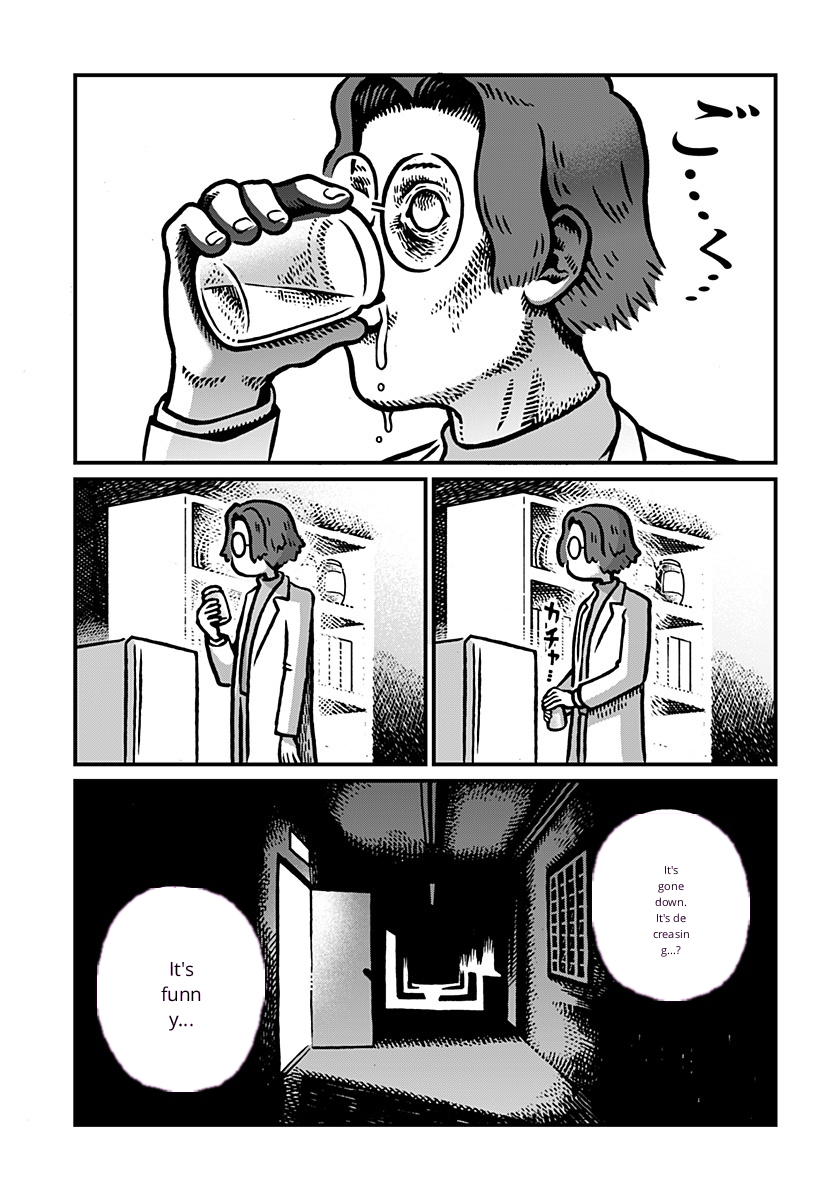 ご…く…
カチャ…
It's
gone
down.
It's de
creasin
g...?
It's
funn
y...